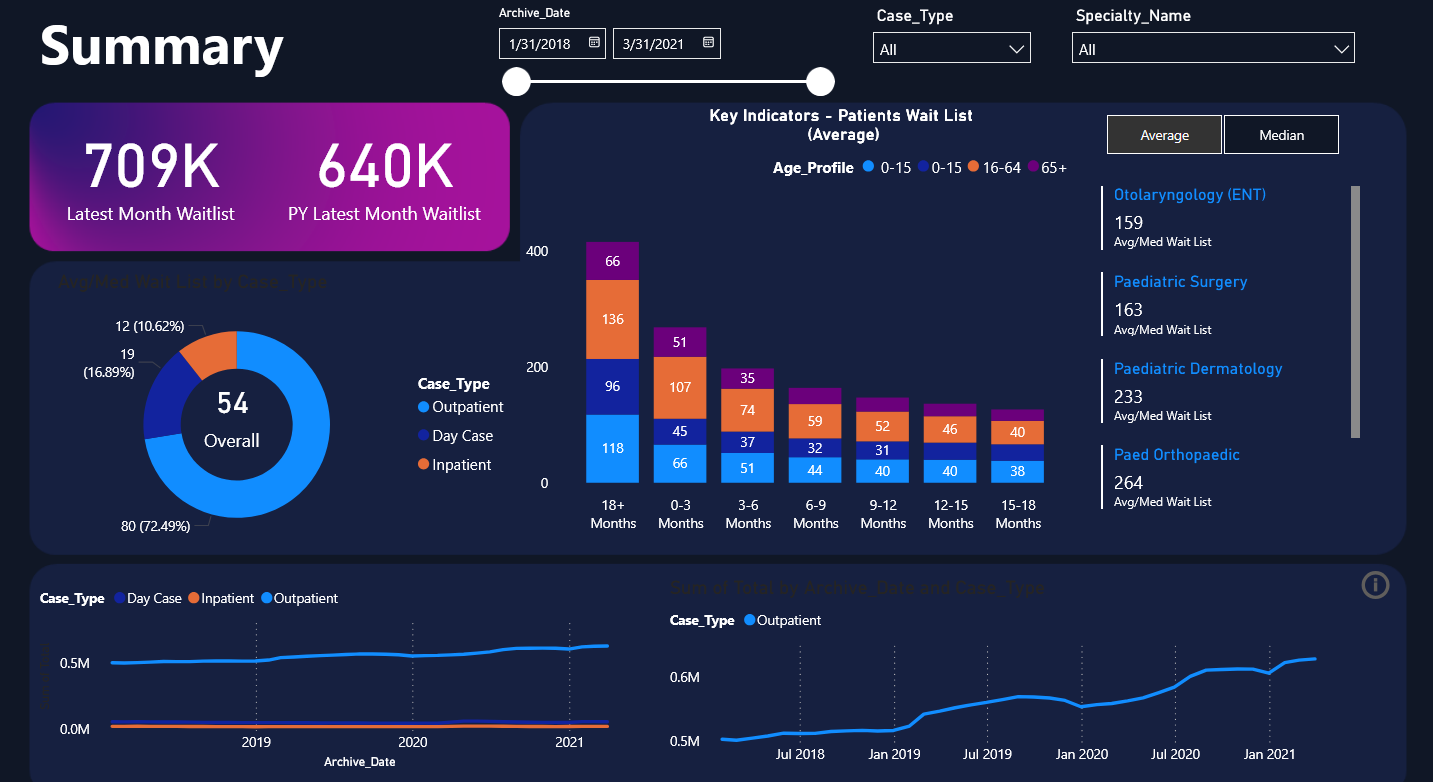 Summary
Archive_Date
1/31/2018
3/31/2021
Case_Type
All
Specialty_Name
All
709K
Latest Month Waitlist
640K
PY Latest Month Waitlist
Avg/Med Wait List by Case_Type
12 (10.62%)
19
(16.89%)
54
Overall
80 (72.49%)
Case_Type
Outpatient
Day Case
Inpatient
Key Indicators - Patients Wait List
(Average)
Age_Profile 0-15 0-15 16-64 65+
400
200
0
66
136
96
118
51
107
45
66
35
74
37
51
59
32
44
52
31
40
46
40
40
38
18+
Months
0-3
Months
3-6
Months
6-9
Months
9-12
Months
12-15
Months
15-18
Months
Average
Median
Otolaryngology (ENT)
159
Avg/Med Wait List
Paediatric Surgery
163
Avg/Med Wait List
Paediatric Dermatology
233
Avg/Med Wait List
Paed Orthopaedic
264
Avg/Med Wait List
Case_Type Day Case Inpatient Outpatient
0.5M
0.0M
2019
2020
2021
Archive_Date
Sum of Total by Archive_Date and Case_Type
Case_Type Outpatient
0.6M
0.5M
Jul 2018
Jan 2019
Jul 2019
Jan 2020
Jul 2020
Jan 2021